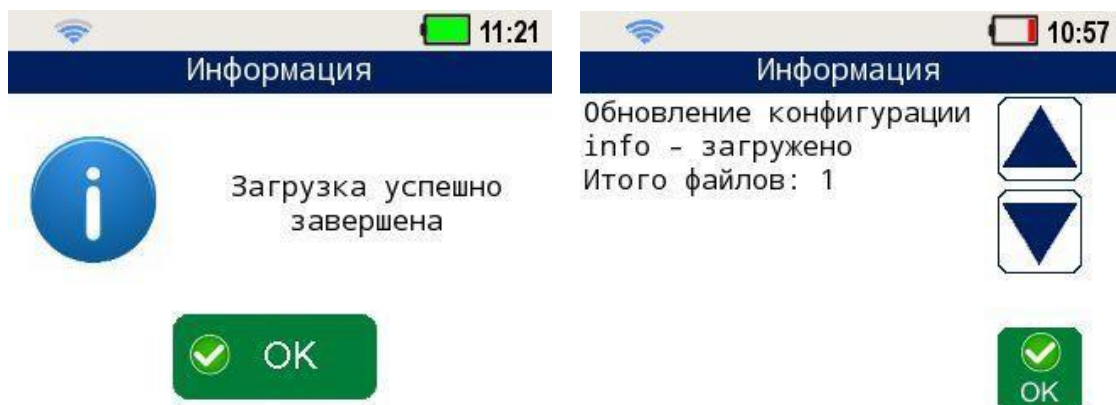 11:21
Информация
Загрузка успешно
завершена
OK
10:57
Информация
Обновление конфигурации
info – загружено
Итого файлов: 1
OK